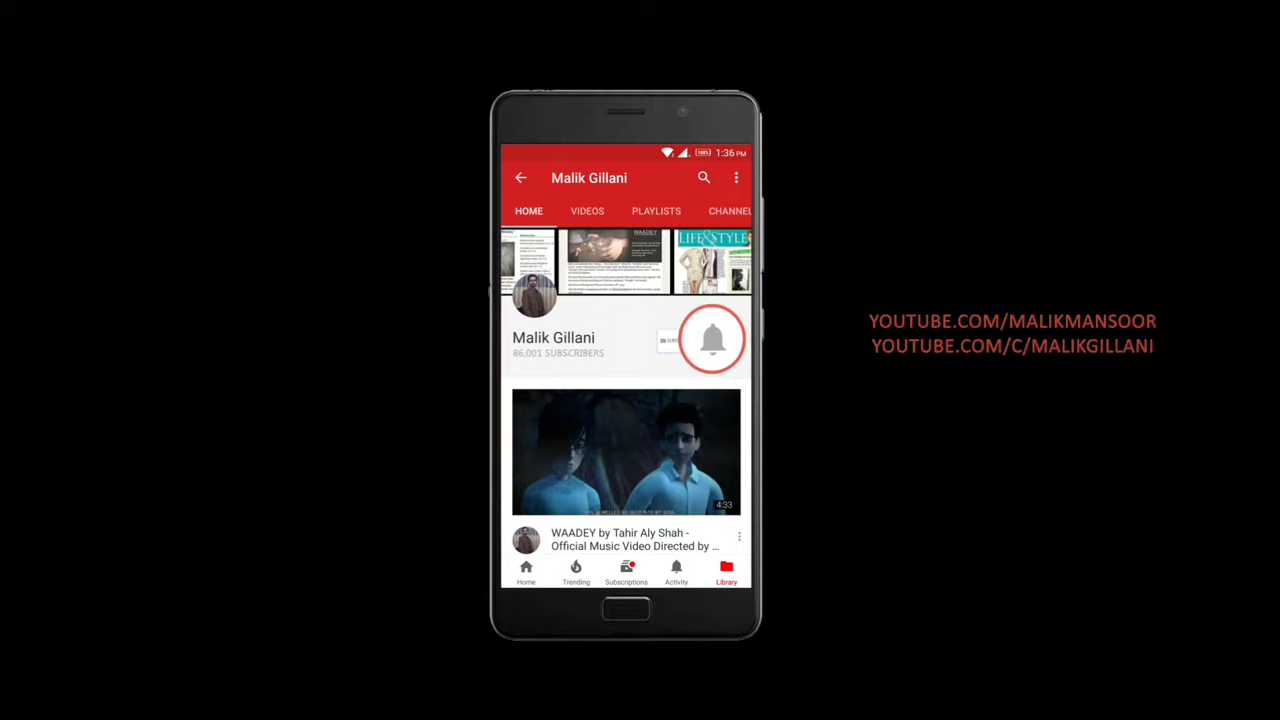 100% 1:36 PM
Malik Gillani
HOME VIDEOS PLAYLISTS CHANNEL
WAADEY
LIFE&STYLE
Malik Gillani
86,001 SUBSCRIBERS
YOUTUBE.COM/MALIKMANSOOR
YOUTUBE.COM/C/MALIKGILLANI
4:33
WAADEY by Tahir Aly Shah -
Official Music Video Directed by ...
Home Trending Subscriptions Activity Library